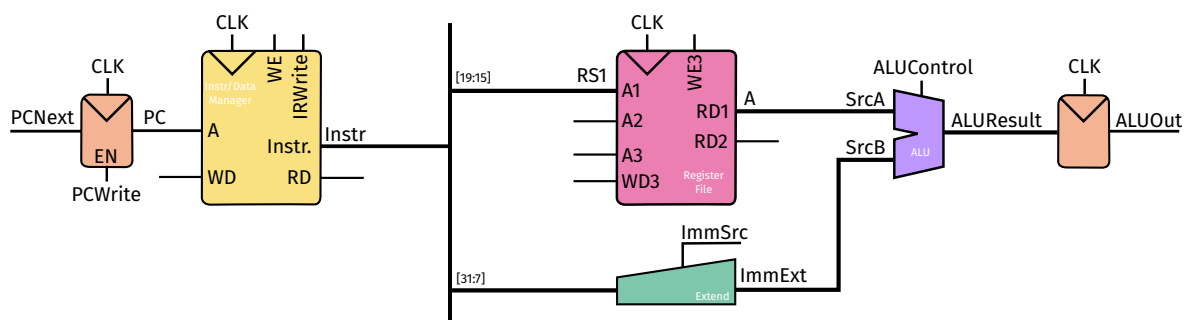 CLK
PCNext
EN
PCWrite
PC
CLK
WE
IRWrite
Instr/Data
Manager
A
Instr.
WD
RD
Instr
[19:15]
RS1
CLK
WE3
A1
A2
A3
WD3
RD1
RD2
Register
File
A
[31:7]
ImmSrc
Extend
ImmExt
SrcA
SrcB
ALUControl
ALU
ALUResult
CLK
ALUOut